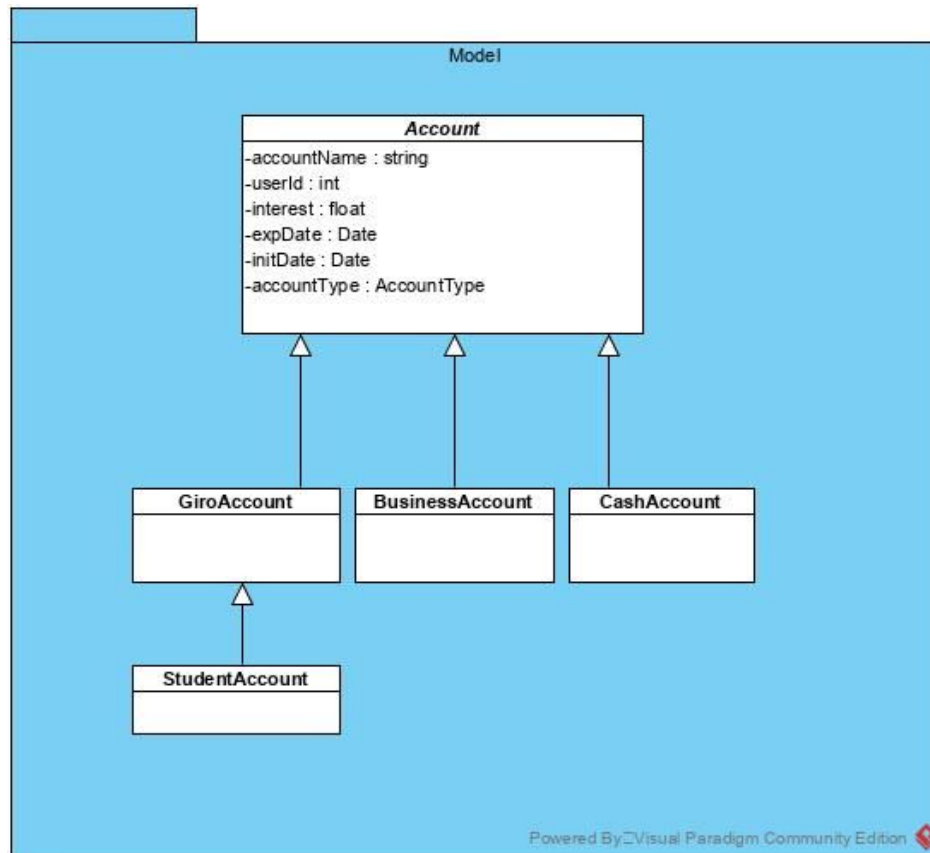 Model
Account
-accountName : string
-userId : int
-interest : float
-expDate : Date
-initDate : Date
-accountType : AccountType
GiroAccount
BusinessAccount
CashAccount
StudentAccount
Powered By Visual Paradigm Community Edition